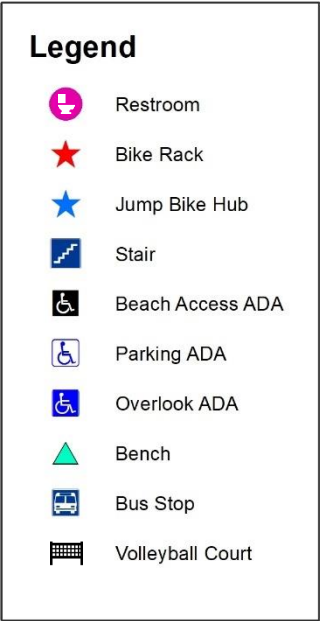 Legend
Restroom
Bike Rack
Jump Bike Hub
Stair
Beach Access ADA
Parking ADA
Overlook ADA
Bench
Bus Stop
Volleyball Court